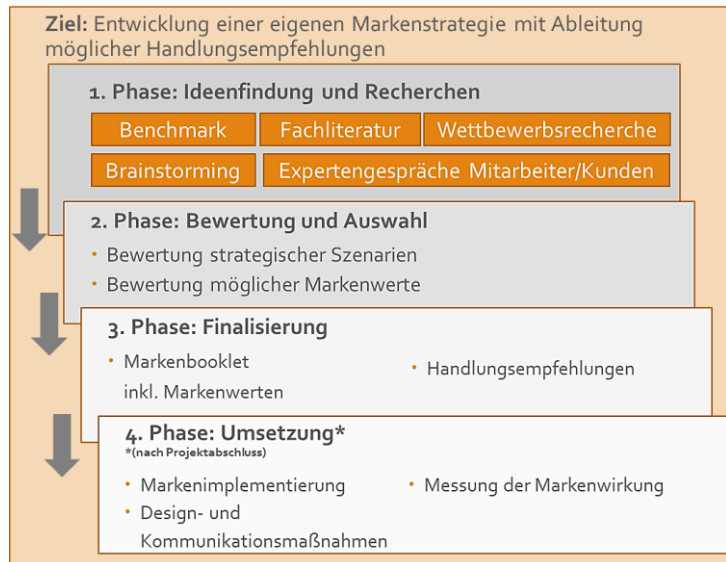 Ziel: Entwicklung einer eigenen Markenstrategie mit Ableitung
möglicher Handlungsempfehlungen
1. Phase: Ideenfindung und Recherchen
Benchmark
Fachliteratur
Wettbewerbsrecherche
Brainstorming
Expertengespräche Mitarbeiter/Kunden
2. Phase: Bewertung und Auswahl
• Bewertung strategischer Szenarien
• Bewertung möglicher Markenwerte
3. Phase: Finalisierung
• Markenbooklet
inkl. Markenwerten
• Handlungsempfehlungen
4. Phase: Umsetzung*
*(nach Projektabschluss)
• Markenimplementierung
• Design- und
Kommunikationsmaßnahmen
• Messung der Markenwirkung